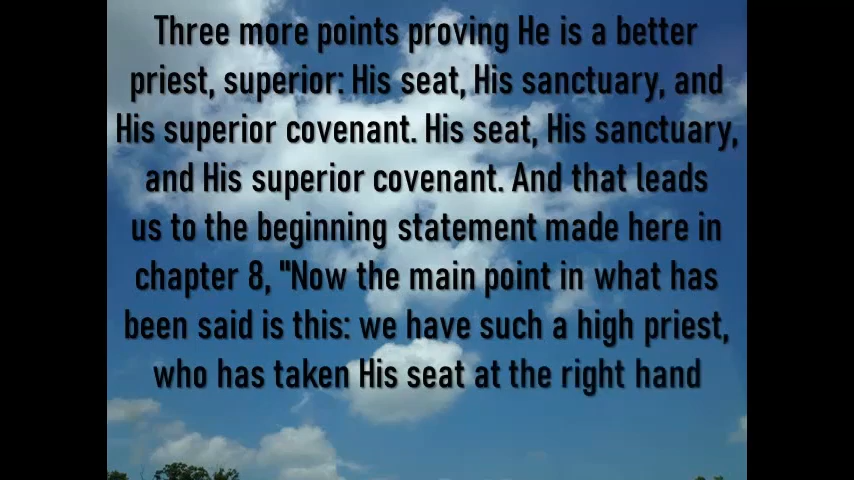 Three more points proving He is a better
priest, superior: His seat, His sanctuary, and
His superior covenant. His seat, His sanctuary,
and His superior covenant. And that leads
us to the beginning statement made here in
chapter 8, "Now the main point in what has
been said is this: we have such a high priest,
who has taken His seat at the right hand